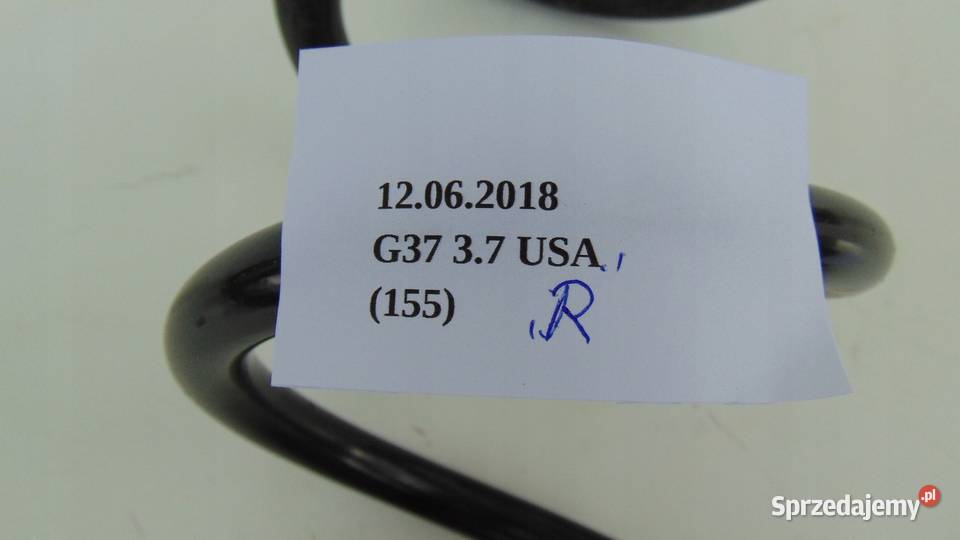 12.06.2018
G37 3.7 USA
(155) R
Sprzedajemy.pl